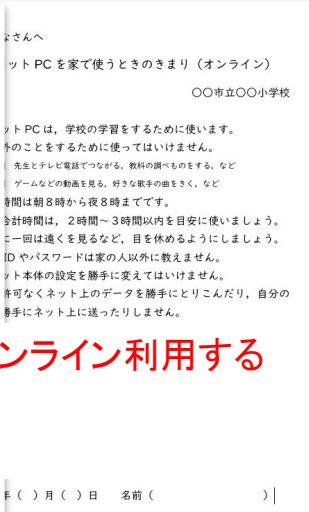 なさんへ
ット PC を家で使うときのきまり（オンライン）
〇〇市立〇〇小学校
ット PC は，学校の学習をするために使います。
外のことをするために使ってはいけません。
先生とテレビ電話でつながる，教科の調べものをする，など
ゲームなどの動画を見る，好きな歌手の曲をきく，など
時間は朝８時から夜８時までです。
合計時間は，２時間～３時間以内を目安に使いましょう。
に一回は遠くを見るなど，目を休めるようにしましょう。
ID やパスワードは家の人以外に教えません。
ット本体の設定を勝手に変えてはいけません。
許可なくネット上のデータを勝手にとりこんだり，自分の
勝手にネット上に送ったりしません。
ンライン利用する
年（　）月（　）日　　名前（　　　　　　　　　　）